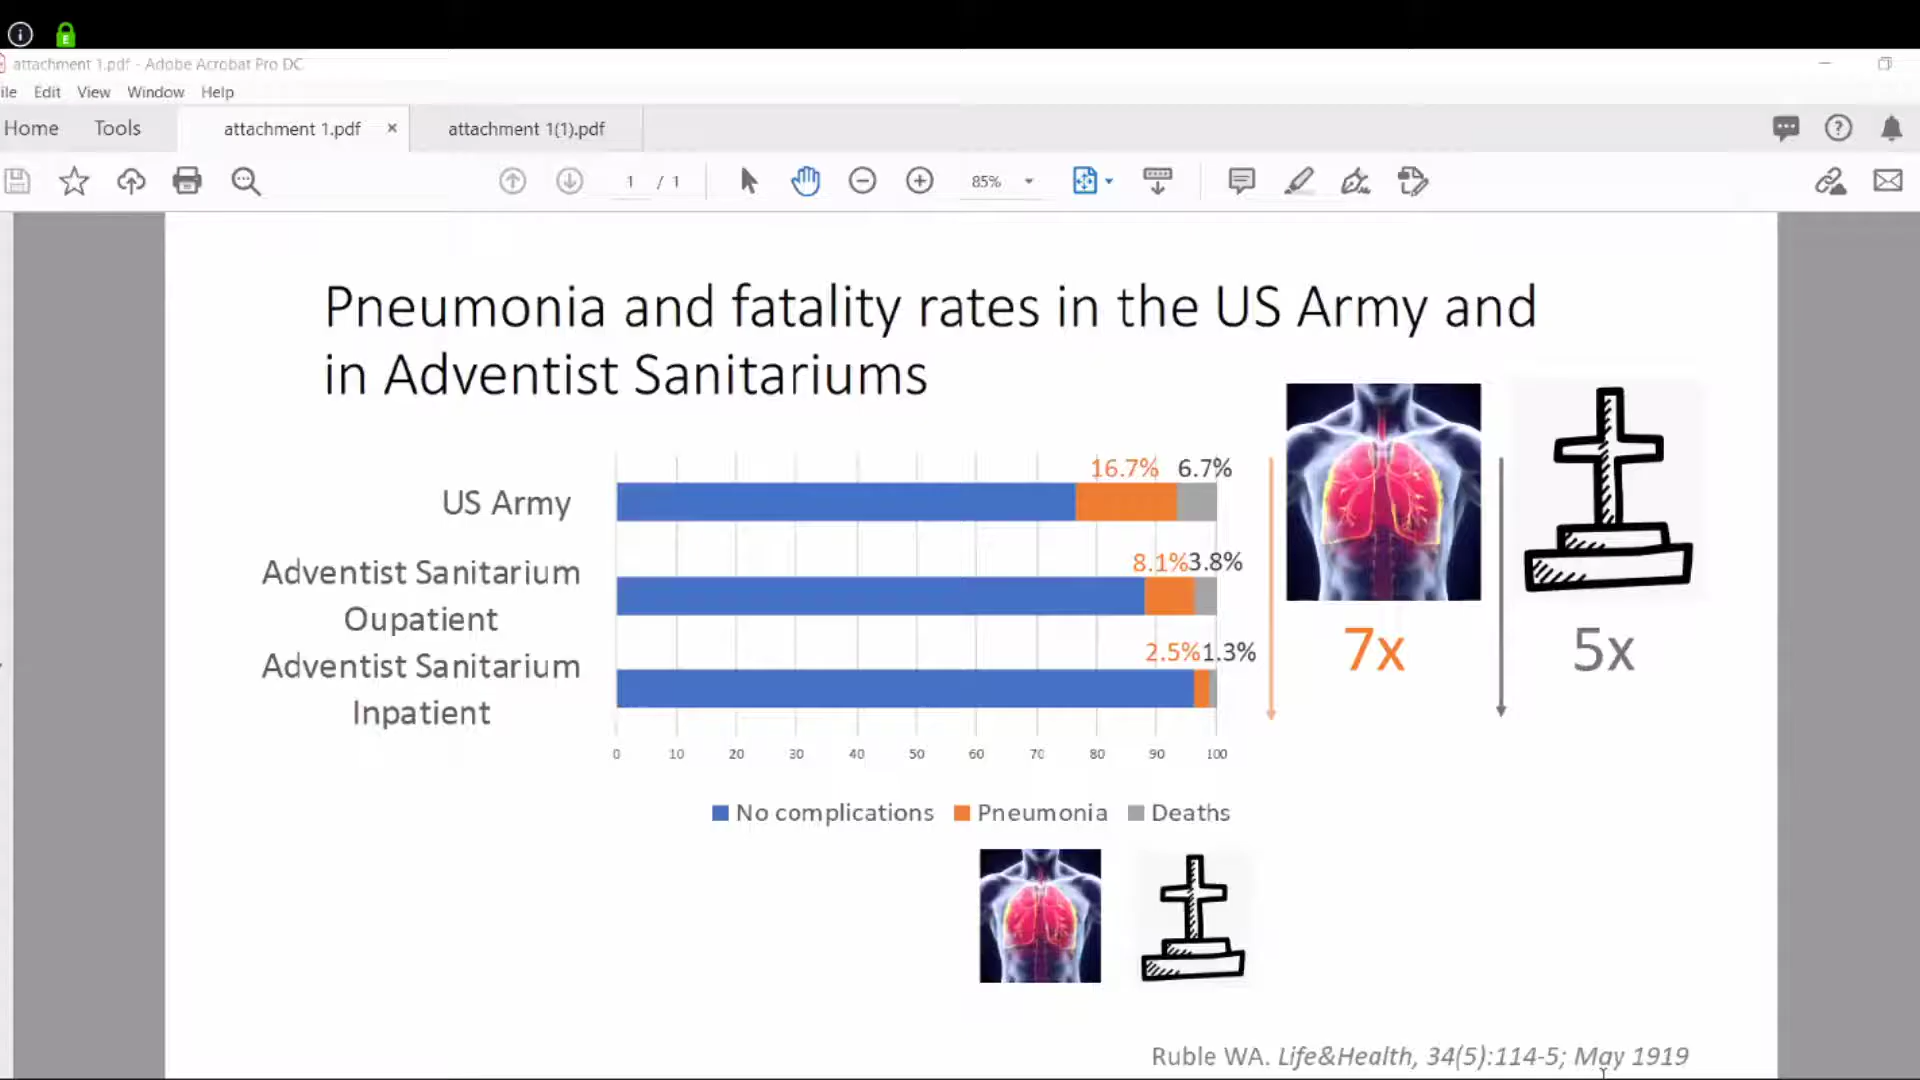 attachment 1.pdf - Adobe Acrobat Pro DC
ile Edit View Window Help
Home Tools attachment 1.pdf × attachment 1(1).pdf
1 / 1 85%
Pneumonia and fatality rates in the US Army and
in Adventist Sanitariums
16.7% 6.7%
US Army
8.1% 3.8%
Adventist Sanitarium
Oupatient
2.5% 1.3%
Adventist Sanitarium
Inpatient
7x 5x
0 10 20 30 40 50 60 70 80 90 100
No complications Pneumonia Deaths
Ruble WA. Life&Health, 34(5):114-5; May 1919